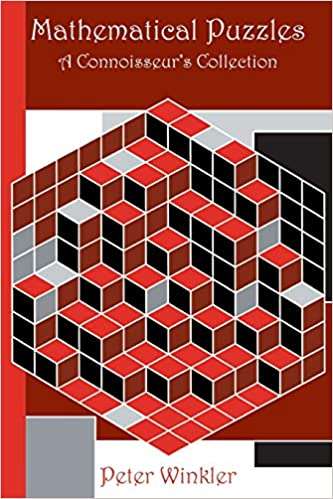 Mathematical Puzzles
A Connoisseur's Collection
Peter Winkler